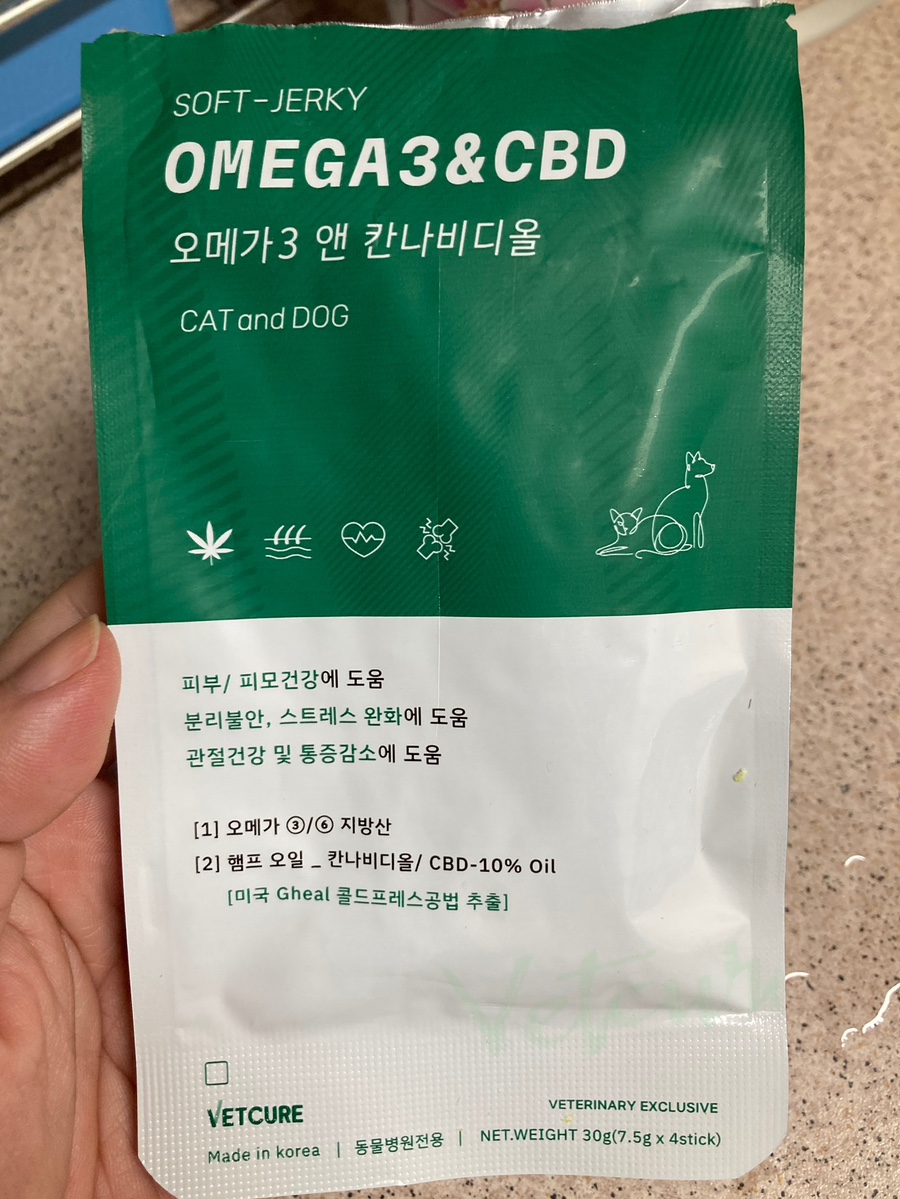 SOFT-JERKY
OMEGA3&CBD
오메가3 앤 칸나비디올
CAT and DOG
피부/ 피모건강에 도움
분리불안, 스트레스 완화에 도움
관절건강 및 통증감소에 도움
[1] 오메가 ③/⑥ 지방산
[2] 햄프 오일 _ 칸나비디올/ CBD-10% Oil
[미국 Gheal 콜드프레스공법 추출]
Vetcure
VETCURE
VETERINARY EXCLUSIVE
Made in korea | 동물병원전용 | NET.WEIGHT 30g(7.5g x 4stick)